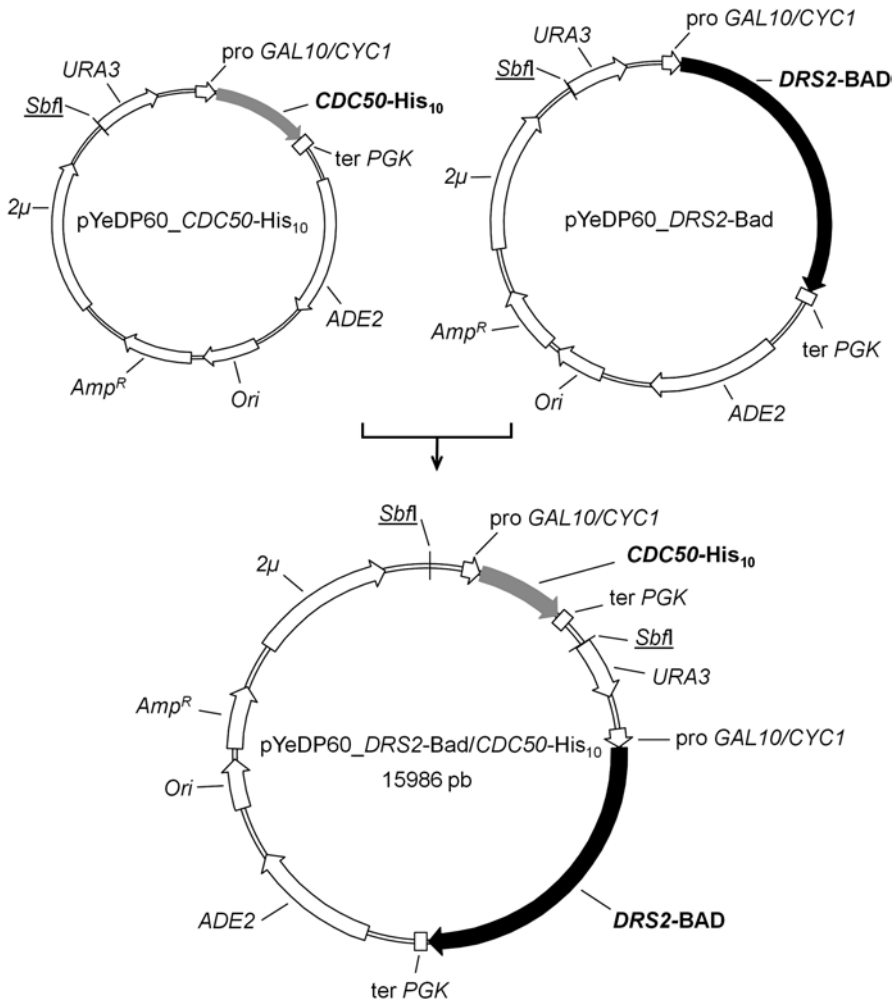 pro GAL10/CYC1
URA3
SbfI
CDC50-His10
ter PGK
2μ
pYeDP60_CDC50-His10
ADE2
AmpR
Ori
pro GAL10/CYC1
URA3
SbfI
DRS2-BAD
2μ
pYeDP60_DRS2-Bad
AmpR
ter PGK
Ori
ADE2
SbfI
pro GAL10/CYC1
CDC50-His10
2μ
ter PGK
SbfI
URA3
AmpR
pro GAL10/CYC1
pYeDP60_DRS2-Bad/CDC50-His10
15986 pb
Ori
ADE2
DRS2-BAD
ter PGK